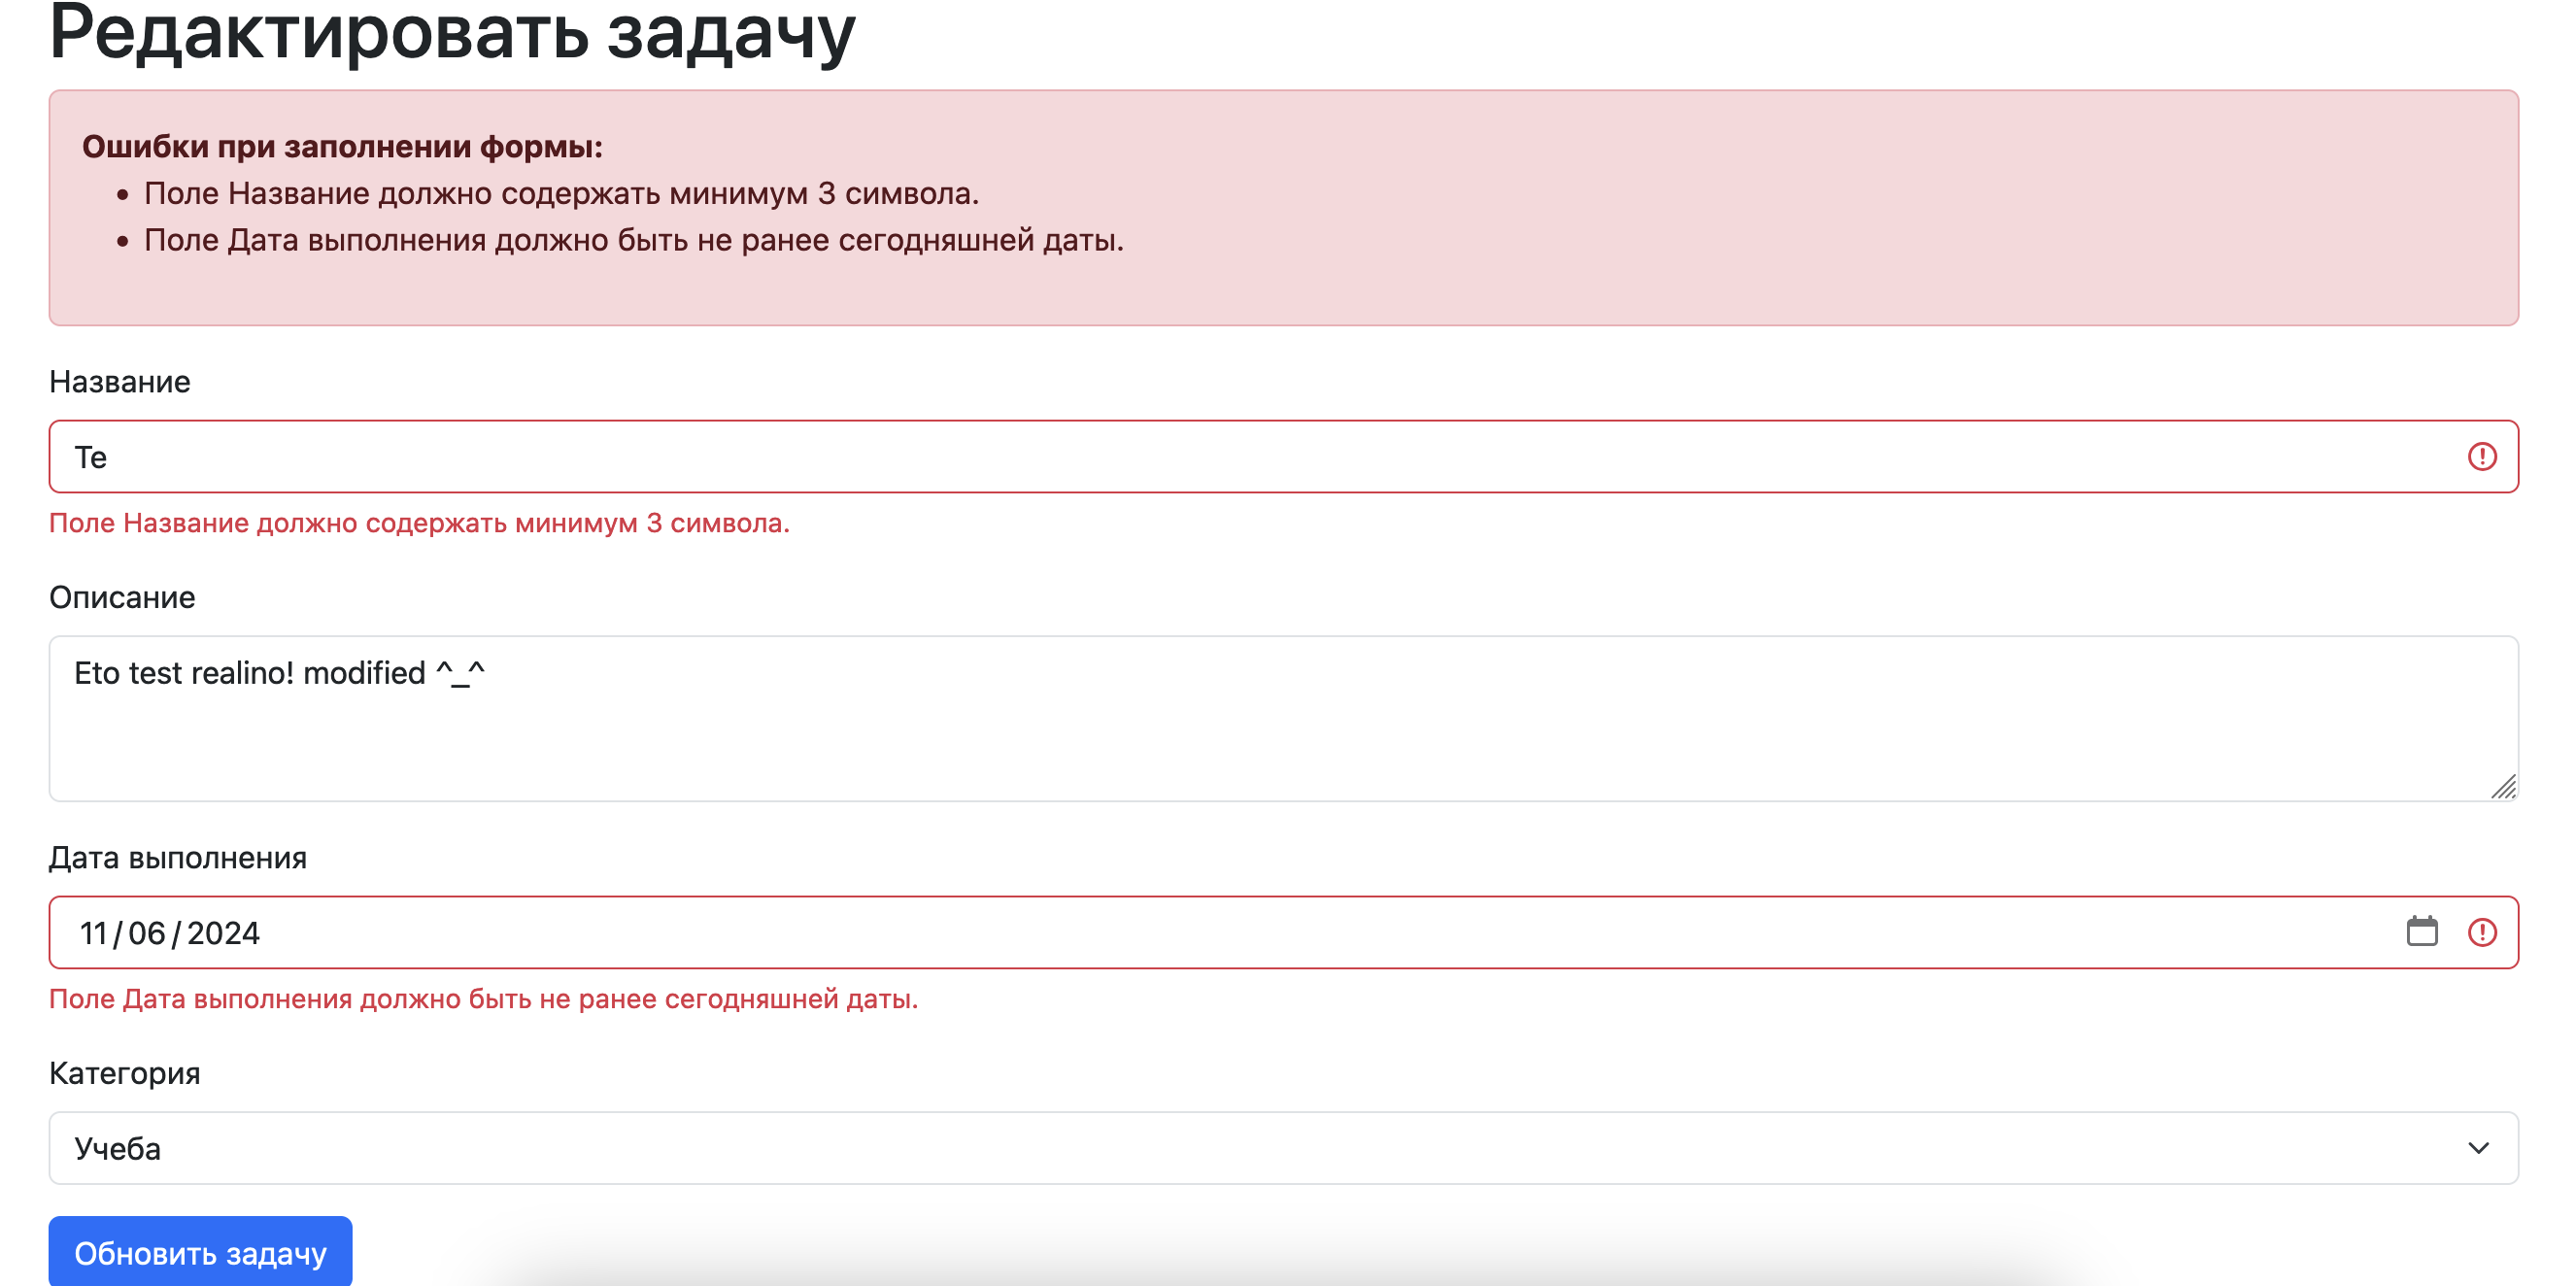 Редактировать задачу
Ошибки при заполнении формы:
• Поле Название должно содержать минимум 3 символа.
• Поле Дата выполнения должно быть не ранее сегодняшней даты.
Название
Te
Поле Название должно содержать минимум 3 символа.
Описание
Eto test realino! modified ^_^
Дата выполнения
11/06/2024
Поле Дата выполнения должно быть не ранее сегодняшней даты.
Категория
Учеба
Обновить задачу